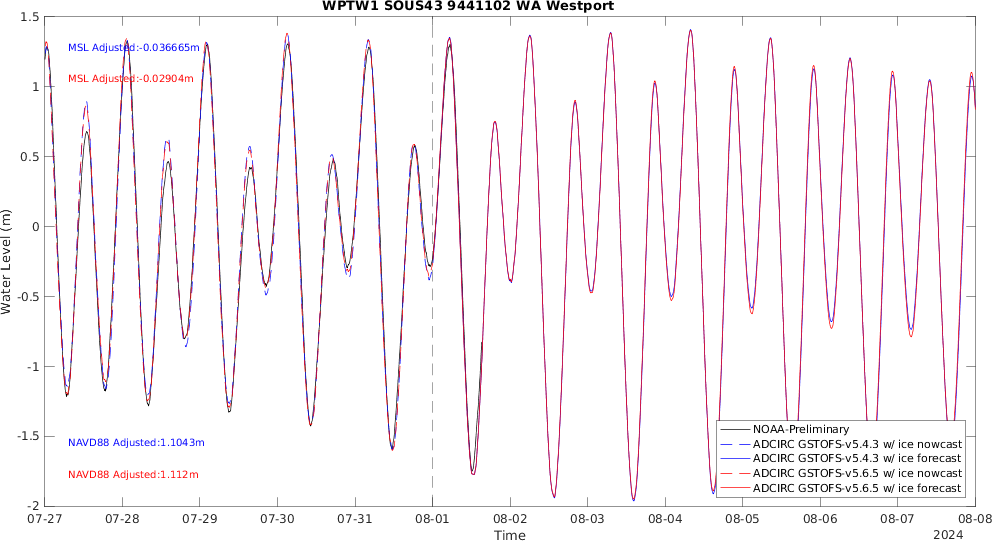 WPTW1 SOUS43 9441102 WA Westport
1.5
1
0.5
0
-0.5
-1
-1.5
-2
Water Level (m)
MSL Adjusted:-0.036665m
MSL Adjusted:-0.02904m
NAVD88 Adjusted:1.1043m
NAVD88 Adjusted:1.112m
NOAA-Preliminary
ADCIRC GSTOFS-v5.4.3 w/ ice nowcast
ADCIRC GSTOFS-v5.4.3 w/ ice forecast
ADCIRC GSTOFS-v5.6.5 w/ ice nowcast
ADCIRC GSTOFS-v5.6.5 w/ ice forecast
07-27 07-28 07-29 07-30 07-31 08-01 08-02 08-03 08-04 08-05 08-06 08-07 08-08
Time
2024